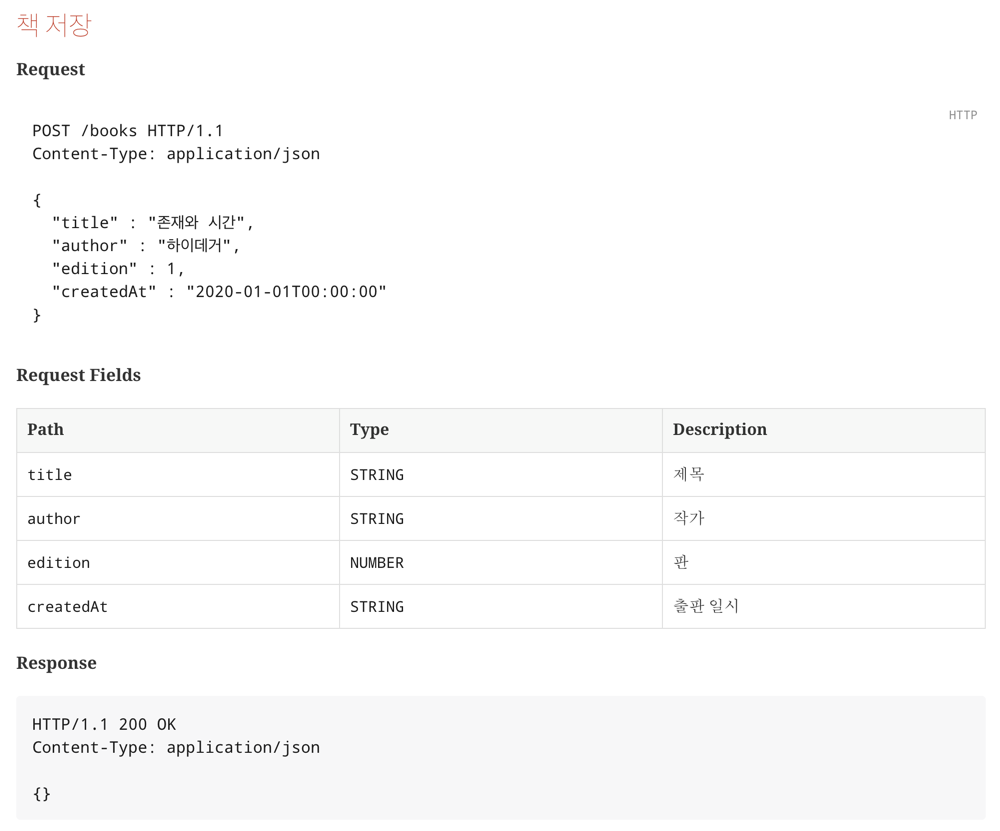 책 저장
Request
HTTP
POST /books HTTP/1.1
Content-Type: application/json
{
"title" : "존재와 시간",
"author" : "하이데거",
"edition" : 1,
"createdAt" : "2020-01-01T00:00:00"
}
Request Fields
Path Type Description
title STRING 제목
author STRING 작가
edition NUMBER 판
createdAt STRING 출판 일시
Response
HTTP/1.1 200 OK
Content-Type: application/json
{}